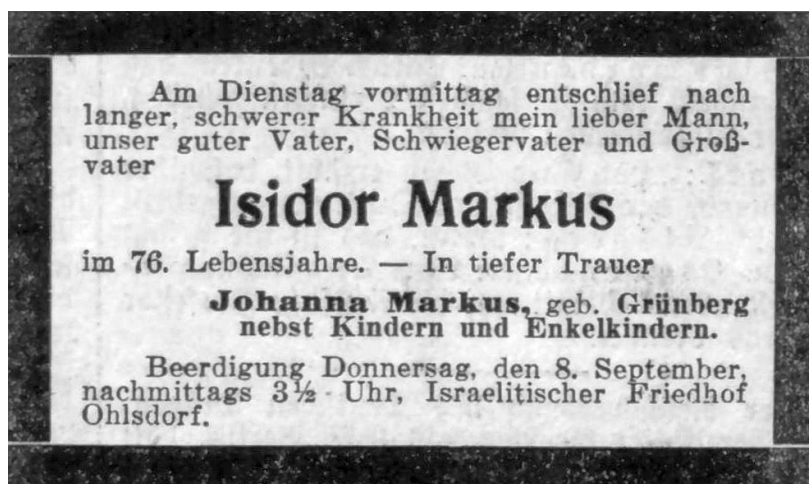 Am Dienstag vormittag entschlief nach
langer, schwerer Krankheit mein lieber Mann,
unser guter Vater, Schwiegervater und Groß-
vater
Isidor Markus
im 76. Lebensjahre. — In tiefer Trauer
Johanna Markus, geb. Grünberg
nebst Kindern und Enkelkindern.
Beerdigung Donnersag, den 8. September,
nachmittags 3½ Uhr, Israelitischer Friedhof
Ohlsdorf.